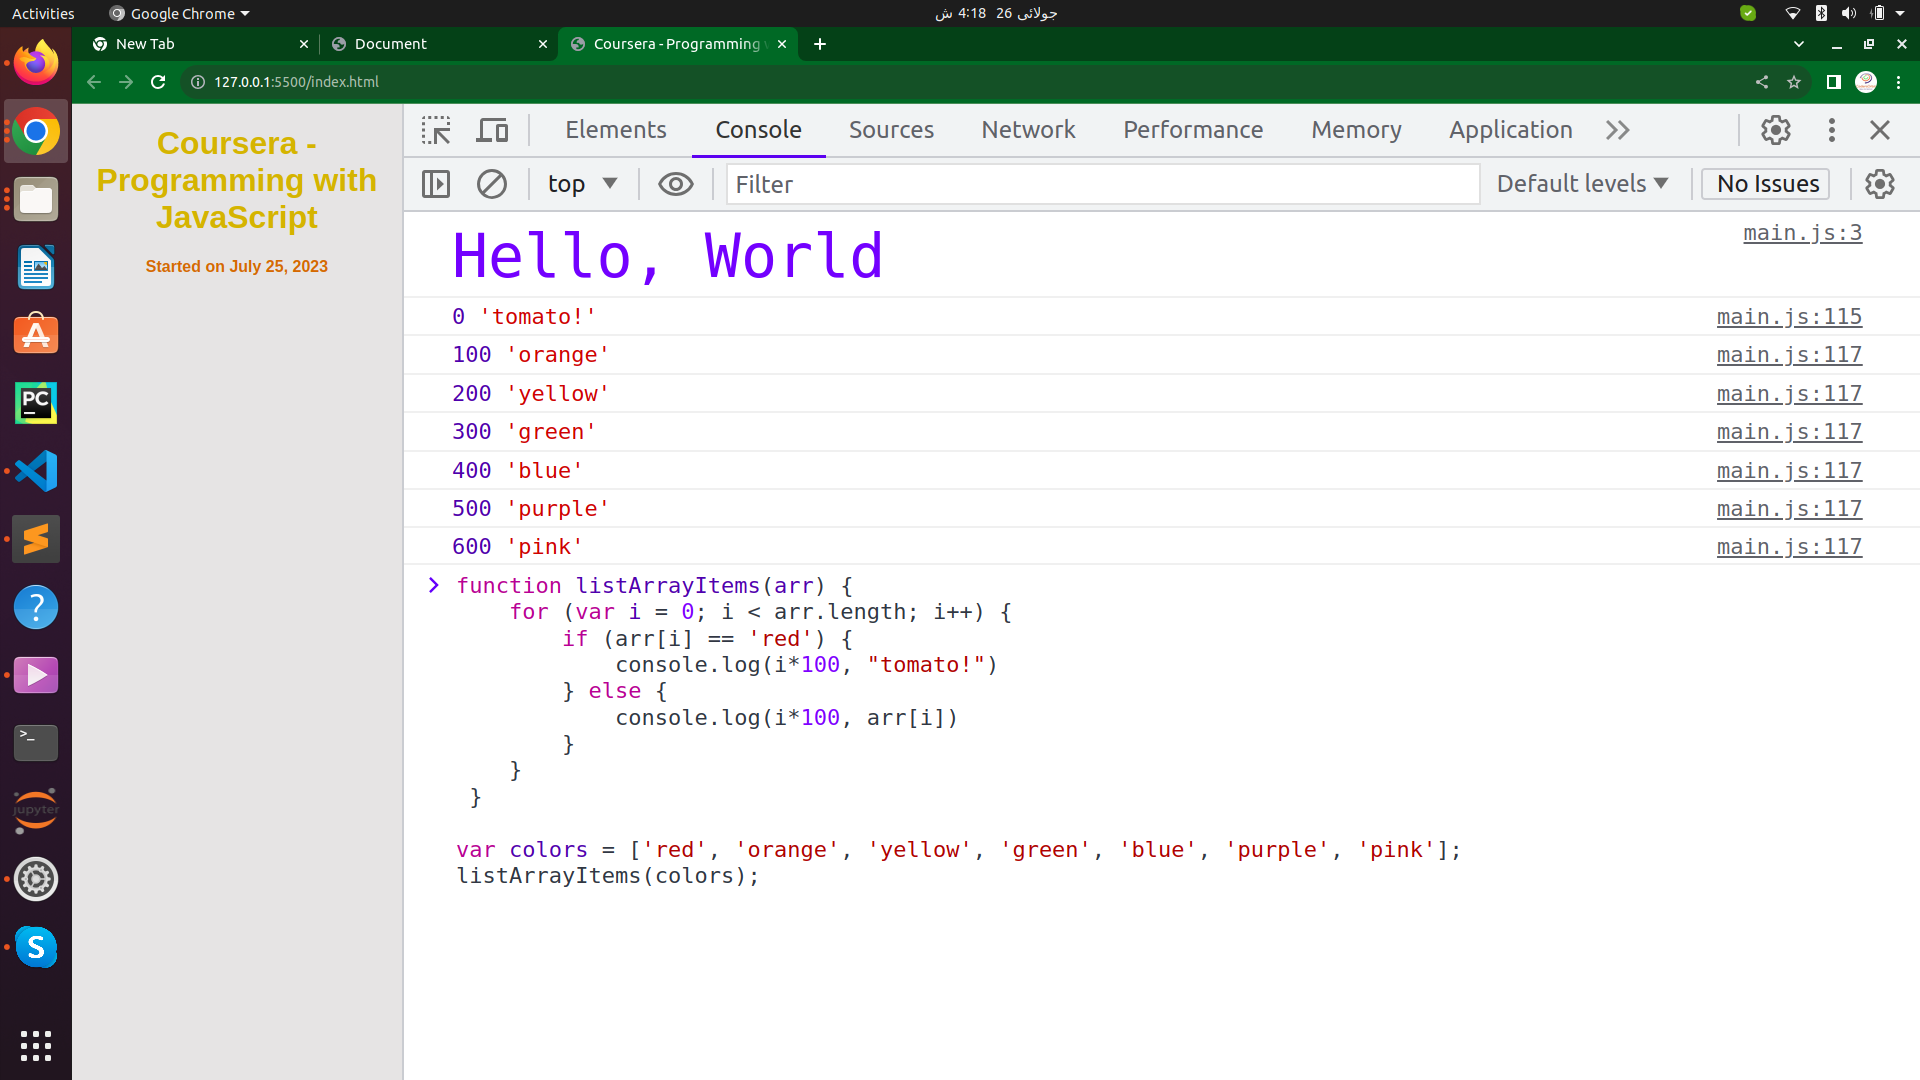 Activities
Google Chrome
جولائی 26  4:18 ش
New Tab
Document
Coursera - Programming
127.0.0.1:5500/index.html
Coursera -
Programming with
JavaScript
Started on July 25, 2023
Elements
Console
Sources
Network
Performance
Memory
Application
top
Filter
Default levels
No Issues
Hello, World main.js:3
0 'tomato!' main.js:115
100 'orange' main.js:117
200 'yellow' main.js:117
300 'green' main.js:117
400 'blue' main.js:117
500 'purple' main.js:117
600 'pink' main.js:117
function listArrayItems(arr) {
    for (var i = 0; i < arr.length; i++) {
        if (arr[i] == 'red') {
            console.log(i*100, "tomato!")
        } else {
            console.log(i*100, arr[i])
        }
    }
 }
var colors = ['red', 'orange', 'yellow', 'green', 'blue', 'purple', 'pink'];
listArrayItems(colors);
PC
>_
jupyter
S
?